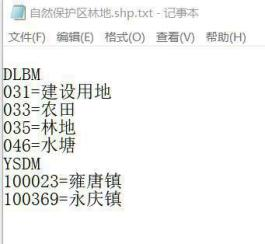 自然保护区林地.shp.txt - 记事本
文件(F) 编辑(E) 格式(O) 查看(V) 帮助(H)
DLBM
031=建设用地
033=农田
035=林地
046=水塘
YSDM
100023=雍唐镇
100369=永庆镇